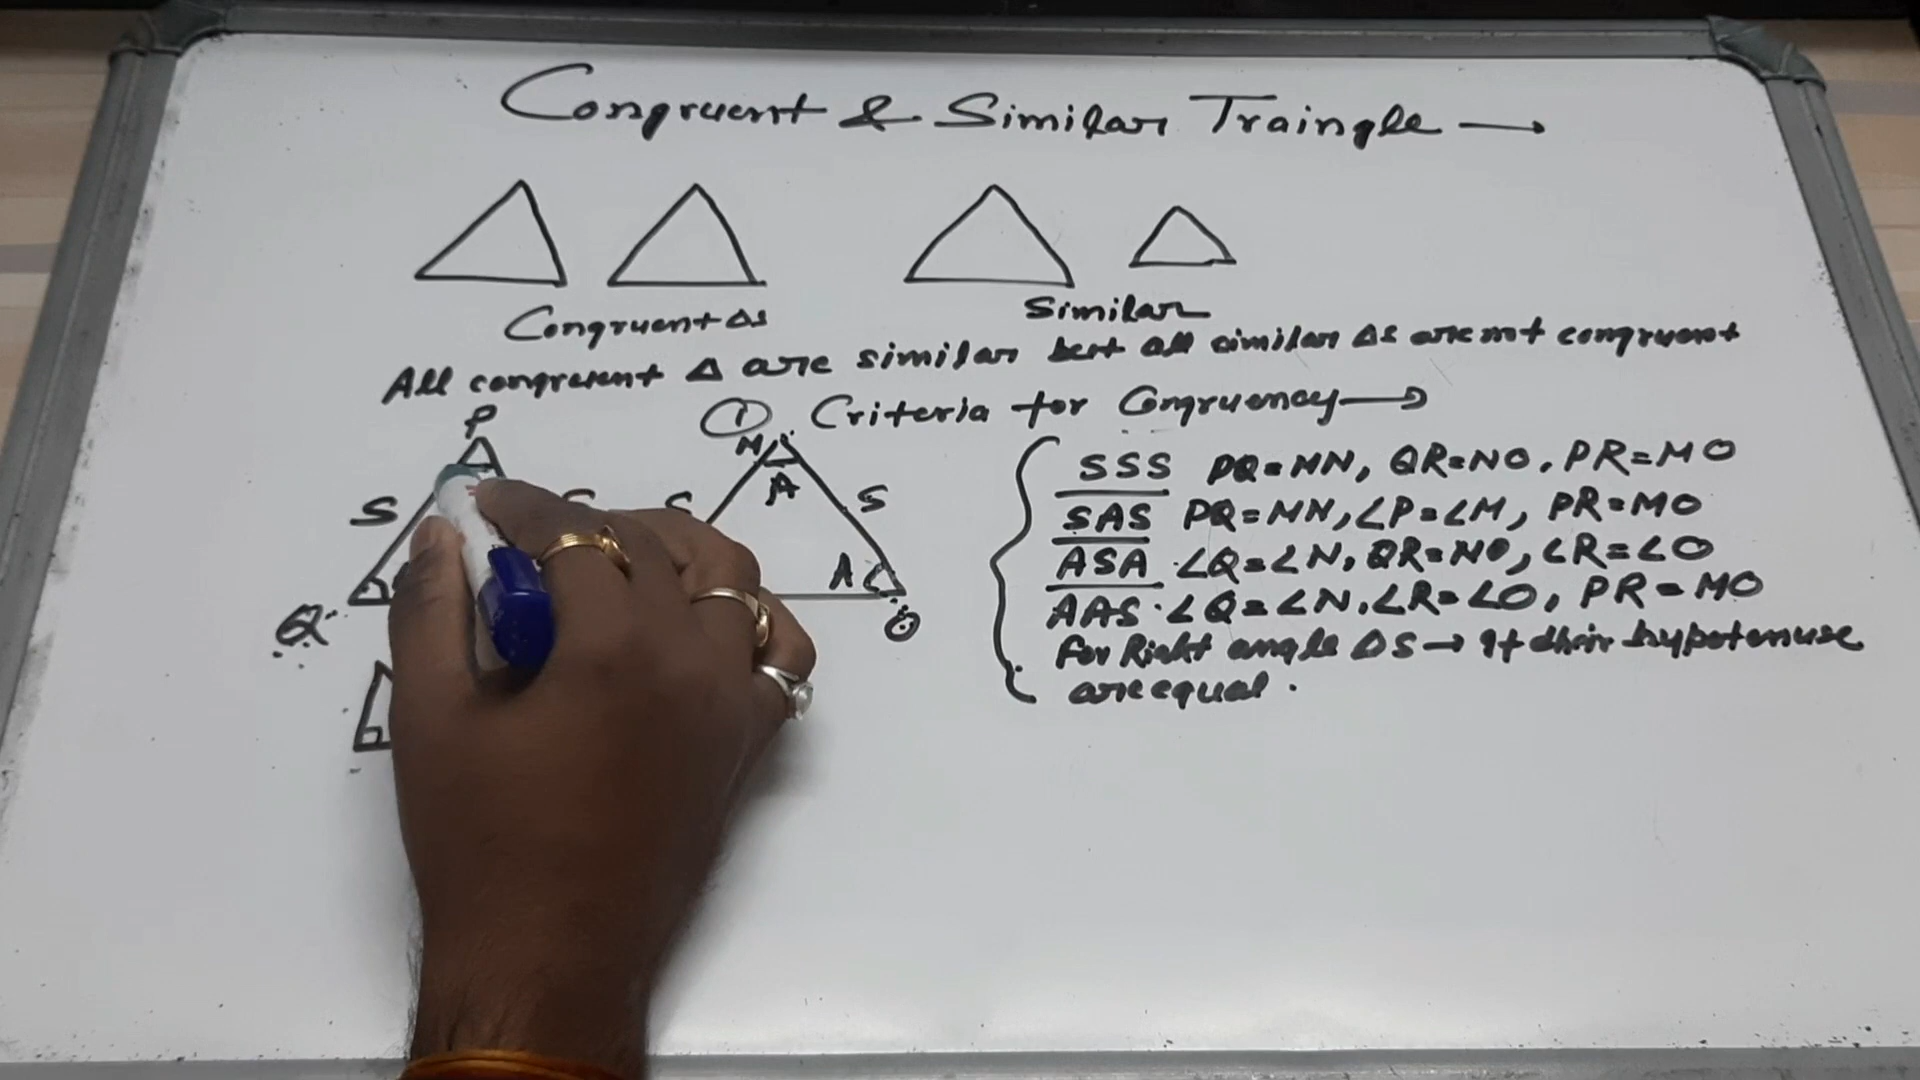 Congruent & Similar Traingle →
Congruent Δs
Similar
All congruent Δ are similar but all similar Δs are not congruent
① Criteria for Congruency →
P
M
S
S
A
S
A
Q
O
SSS PQ=MN, QR=NO, PR=MO
SAS PQ=MN, ∠P=∠M, PR=MO
ASA ∠Q=∠N, QR=NO, ∠R=∠O
AAS ∠Q=∠N, ∠R=∠O, PR=MO
For Right angle ΔS → If their hypotenuse
are equal.